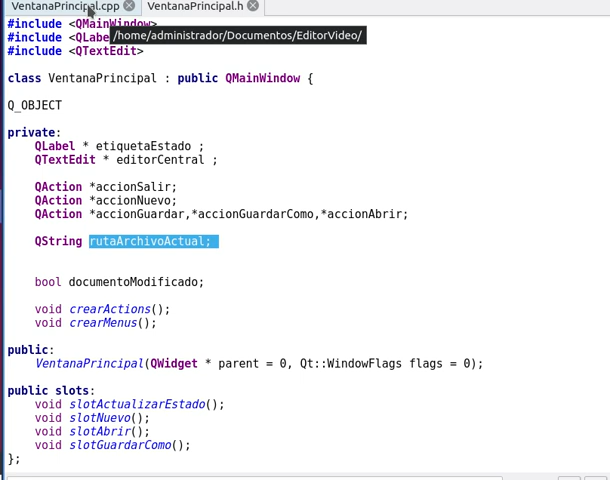 VentanaPrincipal.cpp VentanaPrincipal.h
#include <QMainWindow>
#include <QLabe
/home/administrador/Documentos/EditorVideo/
#include <QTextEdit>
class VentanaPrincipal : public QMainWindow {
Q_OBJECT
private:
QLabel * etiquetaEstado ;
QTextEdit * editorCentral ;
QAction *accionSalir;
QAction *accionNuevo;
QAction *accionGuardar,*accionGuardarComo,*accionAbrir;
QString rutaArchivoActual;
bool documentoModificado;
void crearActions();
void crearMenus();
public:
VentanaPrincipal(QWidget * parent = 0, Qt::WindowFlags flags = 0);
public slots:
void slotActualizarEstado();
void slotNuevo();
void slotAbrir();
void slotGuardarComo();
};